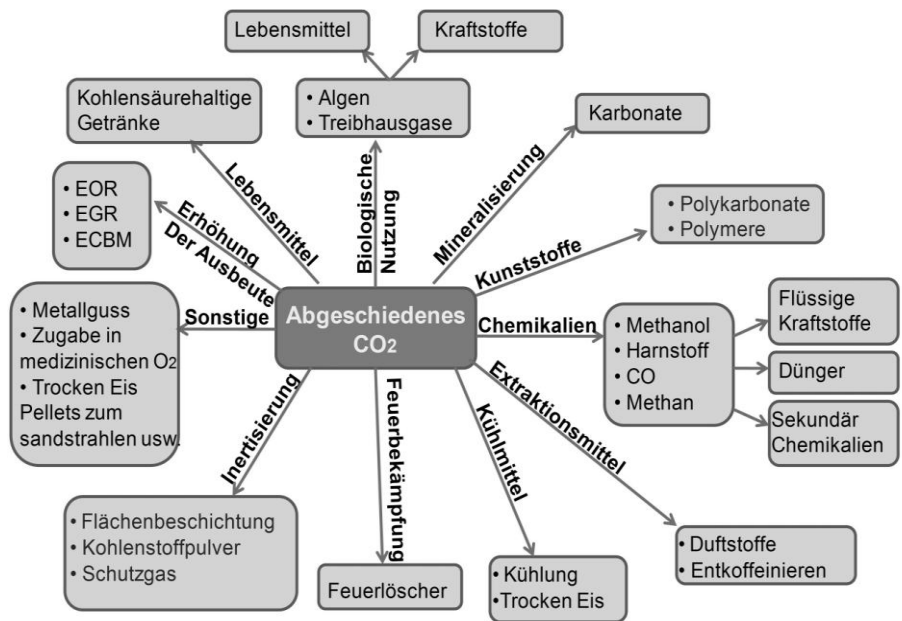 Lebensmittel
Kraftstoffe
• Algen
• Treibhausgase
Kohlensäurehaltige
Getränke
Karbonate
• EOR
• EGR
• ECBM
• Polykarbonate
• Polymere
Lebensmittel
Biologische
Nutzung
Mineralisierung
Erhöhung
Der Ausbeute
Kunststoffe
• Metallguss
• Zugabe in
medizinischen O2
• Trocken Eis
Pellets zum
sandstrahlen usw.
Sonstige
Abgeschiedenes
CO2
Chemikalien
• Methanol
• Harnstoff
• CO
• Methan
Flüssige
Kraftstoffe
Dünger
Sekundär
Chemikalien
Inertisierung
Feuerbekämpfung
Kühlmittel
Extraktionsmittel
• Flächenbeschichtung
• Kohlenstoffpulver
• Schutzgas
Feuerlöscher
• Kühlung
•Trocken Eis
• Duftstoffe
• Entkoffeinieren